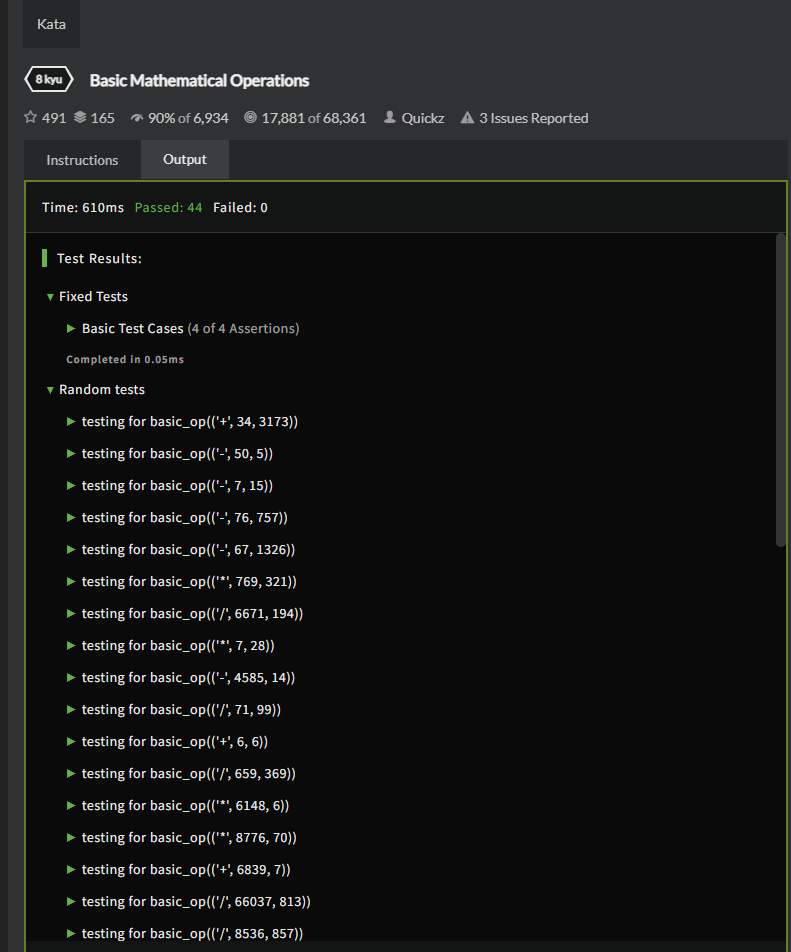 Kata
8 kyu Basic Mathematical Operations
491 165 90% of 6,934 17,881 of 68,361 Quickz 3 Issues Reported
Instructions Output
Time: 610ms Passed: 44 Failed: 0
Test Results:
Fixed Tests
Basic Test Cases (4 of 4 Assertions)
Completed in 0.05ms
Random tests
testing for basic_op(('+', 34, 3173))
testing for basic_op(('-', 50, 5))
testing for basic_op(('-', 7, 15))
testing for basic_op(('-', 76, 757))
testing for basic_op(('-', 67, 1326))
testing for basic_op(('*', 769, 321))
testing for basic_op(('/', 6671, 194))
testing for basic_op(('*', 7, 28))
testing for basic_op(('-', 4585, 14))
testing for basic_op(('/', 71, 99))
testing for basic_op(('+', 6, 6))
testing for basic_op(('/', 659, 369))
testing for basic_op(('*', 6148, 6))
testing for basic_op(('*', 8776, 70))
testing for basic_op(('+', 6839, 7))
testing for basic_op(('/', 66037, 813))
testing for basic_op(('/', 8536, 857))